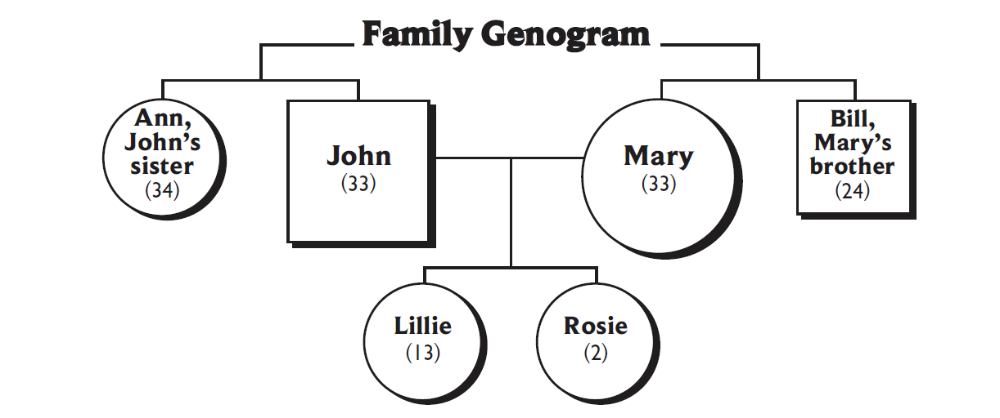 Family Genogram
Ann,
John’s
sister
(34)
John
(33)
Mary
(33)
Bill,
Mary’s
brother
(24)
Lillie
(13)
Rosie
(2)